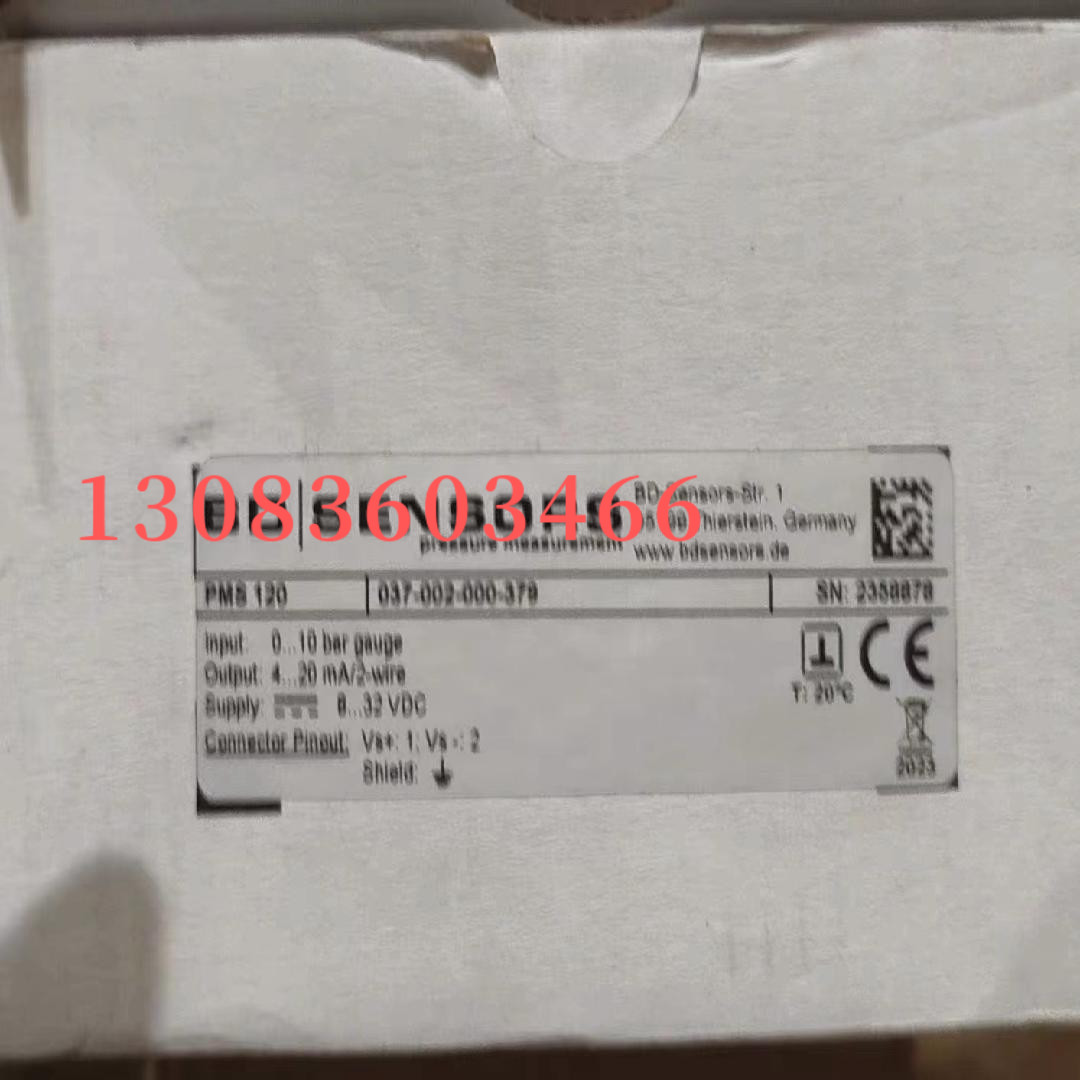 13083603466
BD|SENSORS
pressure measurement
BD-Sensors-Str. 1
Thierstein, Germany
www.bdsensors.de
PMS 120 037-002-000-379 SN:
Input: 0...10 bar gauge
Output: 4...20 mA/2-wire
Supply: 8...32 VDC
Connector Pinout: Vs+: 1; Vs -: 2
Shield:
T: 20°C
CE
2023